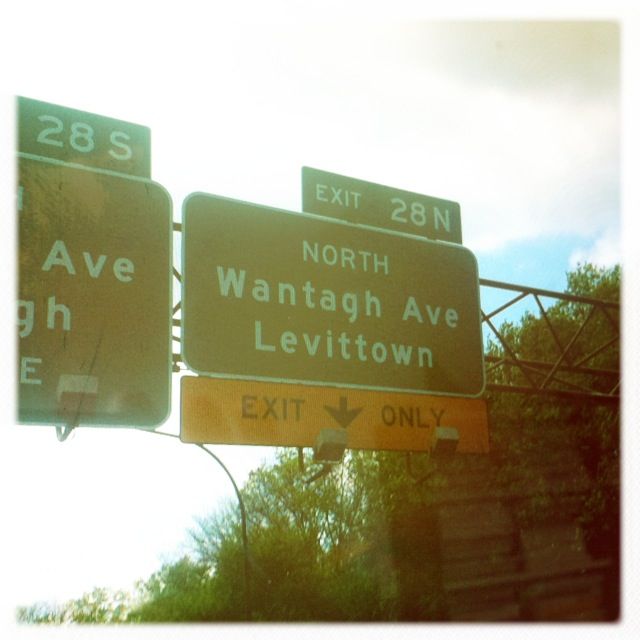 28 S
Ave
gh
E
EXIT 28 N
NORTH
Wantagh Ave
Levittown
EXIT ONLY